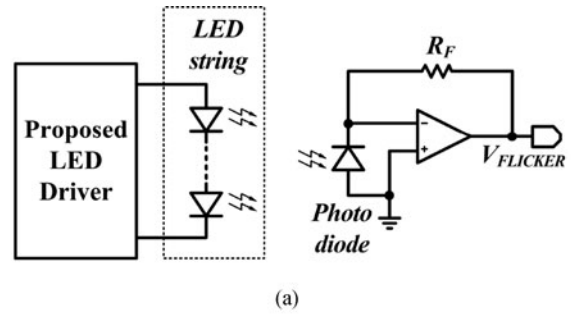 LED
string
Proposed
LED
Driver
R_F
−
+
V_FLICKER
Photo
diode
(a)